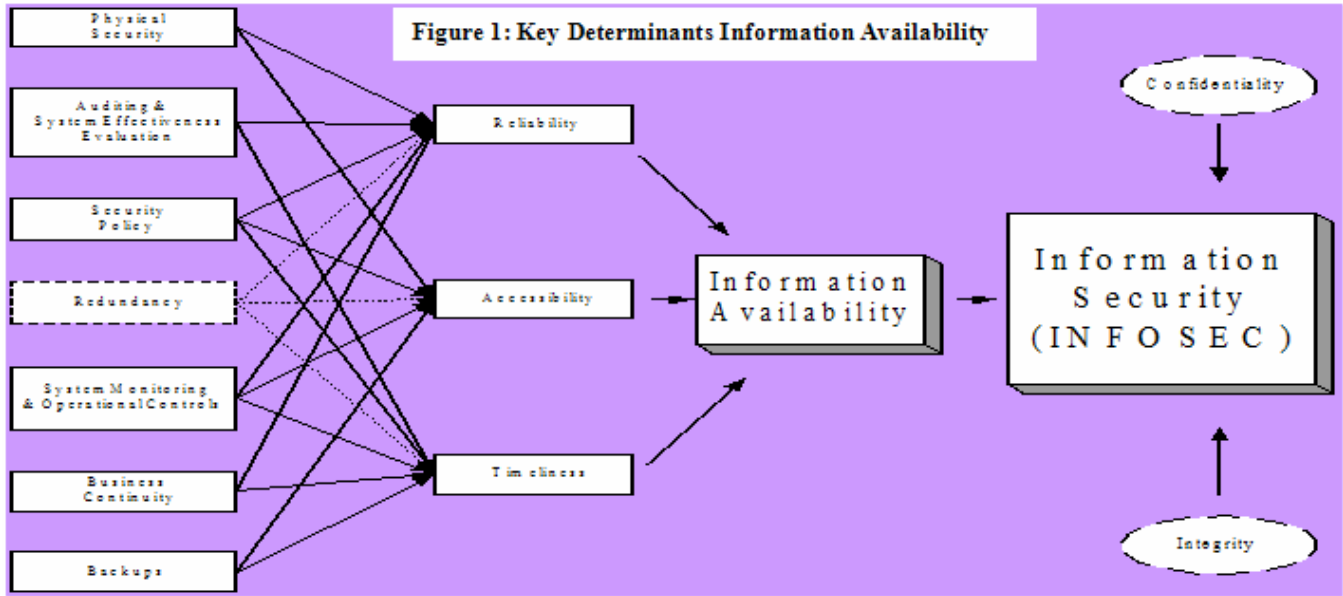 Figure 1: Key Determinants Information Availability
Physical
Security
Auditing &
System Effectiveness
Evaluation
Security
Policy
Redundancy
System Monitoring
& Operational Controls
Business
Continuity
Backups
Reliability
Accessibility
Timeliness
Information
Availability
Confidentiality
Information
Security
(INFOSEC)
Integrity